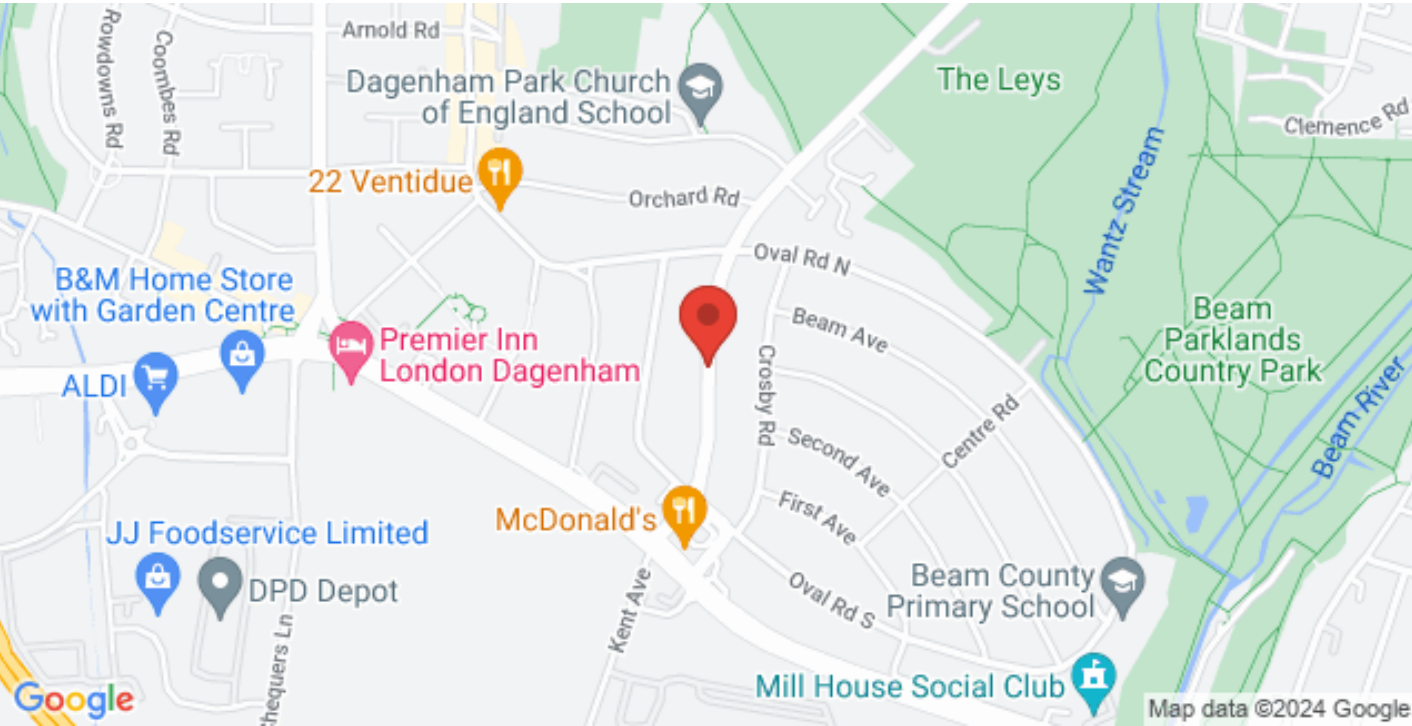 Arnold Rd
Rowdowns Rd
Coombes Rd
Dagenham Park Church
of England School
The Leys
Clemence Rd
Wantz Stream
22 Ventidue
Orchard Rd
Oval Rd N
B&M Home Store
with Garden Centre
Beam Ave
Beam
Parklands
Country Park
Premier Inn
London Dagenham
ALDI
Crosby Rd
Centre Rd
Beam River
Second Ave
First Ave
McDonald's
JJ Foodservice Limited
DPD Depot
Kent Ave
Oval Rd S
Beam County
Primary School
hequers Ln
Mill House Social Club
Google
Map data ©2024 Google